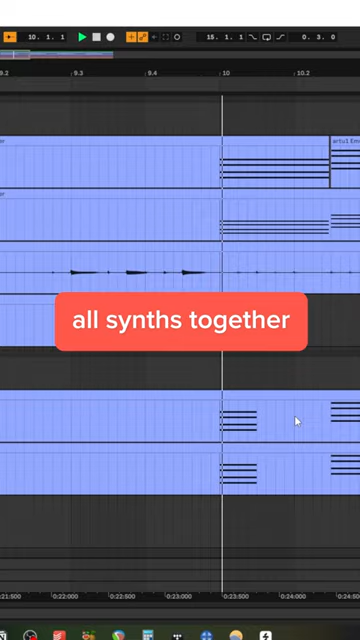 10. 1. 1
15. 1. 1
0. 3. 0
9.2
9.3
9.4
10
10.2
artu1 Em
all synths together
0:21:500
0:22:000
0:22:500
0:23:000
0:23:500
0:24:000
0:24:500